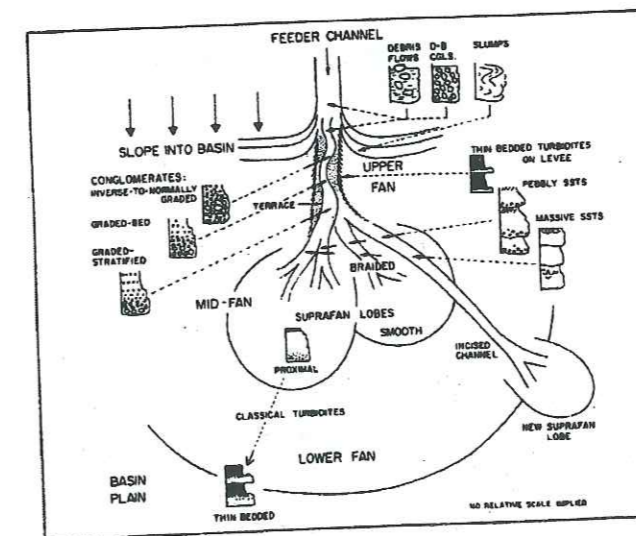 FEEDER CHANNEL
DEBRIS
FLOWS
D-B
CGLS.
SLUMPS
SLOPE INTO BASIN
THIN BEDDED TURBIDITES
ON LEVEE
UPPER
FAN
CONGLOMERATES:
INVERSE-TO-NORMALLY
GRADED
PEBBLY SSTS
TERRACE
MASSIVE SSTS
GRADED-BED
GRADED-
STRATIFIED
BRAIDED
MID-FAN
SUPRAFAN LOBES
SMOOTH
INCISED
CHANNEL
PROXIMAL
NEW SUPRAFAN
LOBE
CLASSICAL TURBIDITES
LOWER FAN
BASIN
PLAIN
THIN BEDDED
NO RELATIVE SCALE IMPLIED